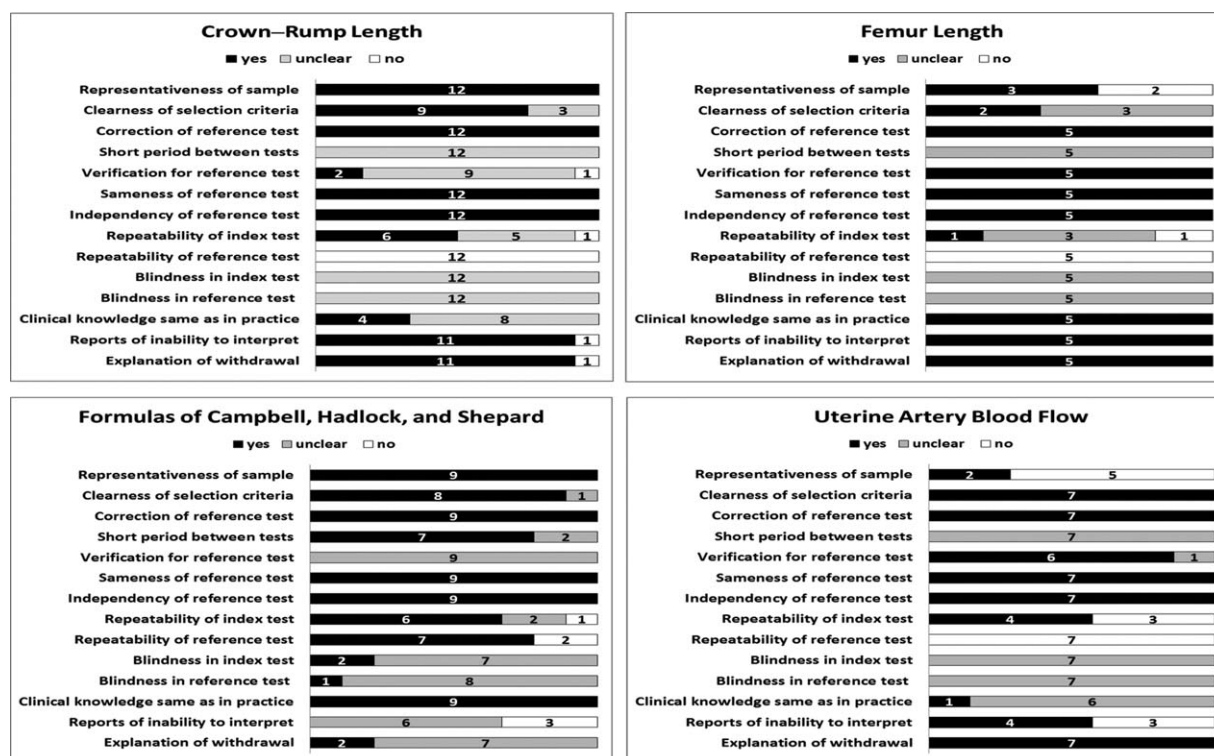 Crown–Rump Length
yes unclear no
Representativeness of sample 12
Clearness of selection criteria 9 3
Correction of reference test 12
Short period between tests 12
Verification for reference test 2 9 1
Sameness of reference test 12
Independency of reference test 12
Repeatability of index test 6 5 1
Repeatability of reference test 12
Blindness in index test 12
Blindness in reference test 12
Clinical knowledge same as in practice 4 8
Reports of inability to interpret 11 1
Explanation of withdrawal 11 1
Femur Length
yes unclear no
Representativeness of sample 3 2
Clearness of selection criteria 2 3
Correction of reference test 5
Short period between tests 5
Verification for reference test 5
Sameness of reference test 5
Independency of reference test 5
Repeatability of index test 1 3 1
Repeatability of reference test 5
Blindness in index test 5
Blindness in reference test 5
Clinical knowledge same as in practice 5
Reports of inability to interpret 5
Explanation of withdrawal 5
Formulas of Campbell, Hadlock, and Shepard
yes unclear no
Representativeness of sample 9
Clearness of selection criteria 8 1
Correction of reference test 9
Short period between tests 7 2
Verification for reference test 9
Sameness of reference test 9
Independency of reference test 9
Repeatability of index test 6 2 1
Repeatability of reference test 7 2
Blindness in index test 2 7
Blindness in reference test 1 8
Clinical knowledge same as in practice 9
Reports of inability to interpret 6 3
Explanation of withdrawal 2 7
Uterine Artery Blood Flow
yes unclear no
Representativeness of sample 2 5
Clearness of selection criteria 7
Correction of reference test 7
Short period between tests 7
Verification for reference test 6 1
Sameness of reference test 7
Independency of reference test 7
Repeatability of index test 4 3
Repeatability of reference test 7
Blindness in index test 7
Blindness in reference test 7
Clinical knowledge same as in practice 1 6
Reports of inability to interpret 4 3
Explanation of withdrawal 7